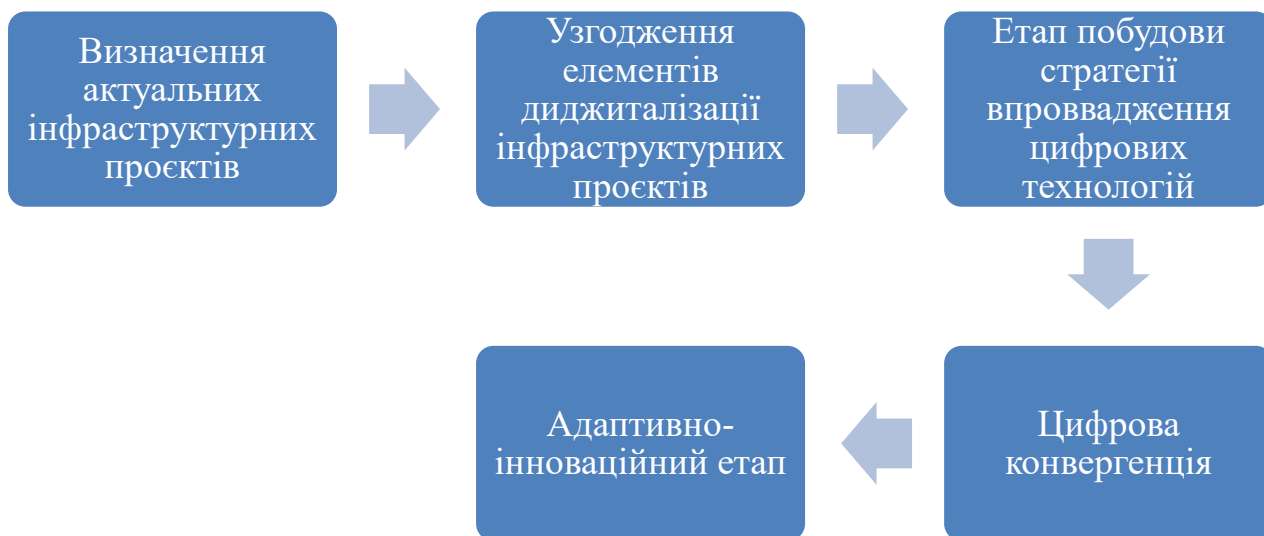 Визначення
актуальних
інфраструктурних
проєктів
Узгодження
елементів
диджиталізації
інфраструктурних
проєктів
Етап побудови
стратегії
впроввадження
цифрових
технологій
Цифрова
конвергенція
Адаптивно-
інноваційний етап